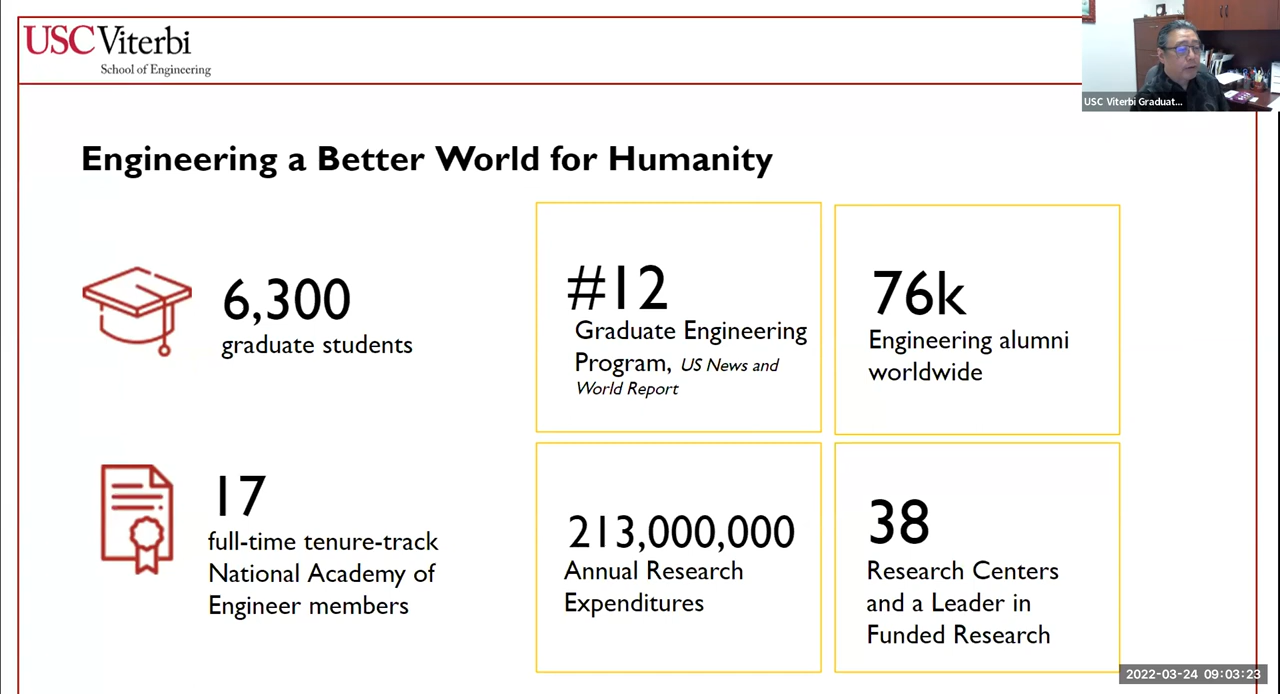 USC Viterbi
School of Engineering
USC Viterbi Graduat...
Engineering a Better World for Humanity
6,300
graduate students
#12
Graduate Engineering
Program, US News and
World Report
76k
Engineering alumni
worldwide
17
full-time tenure-track
National Academy of
Engineer members
213,000,000
Annual Research
Expenditures
38
Research Centers
and a Leader in
Funded Research
2022-03-24 09:03:23